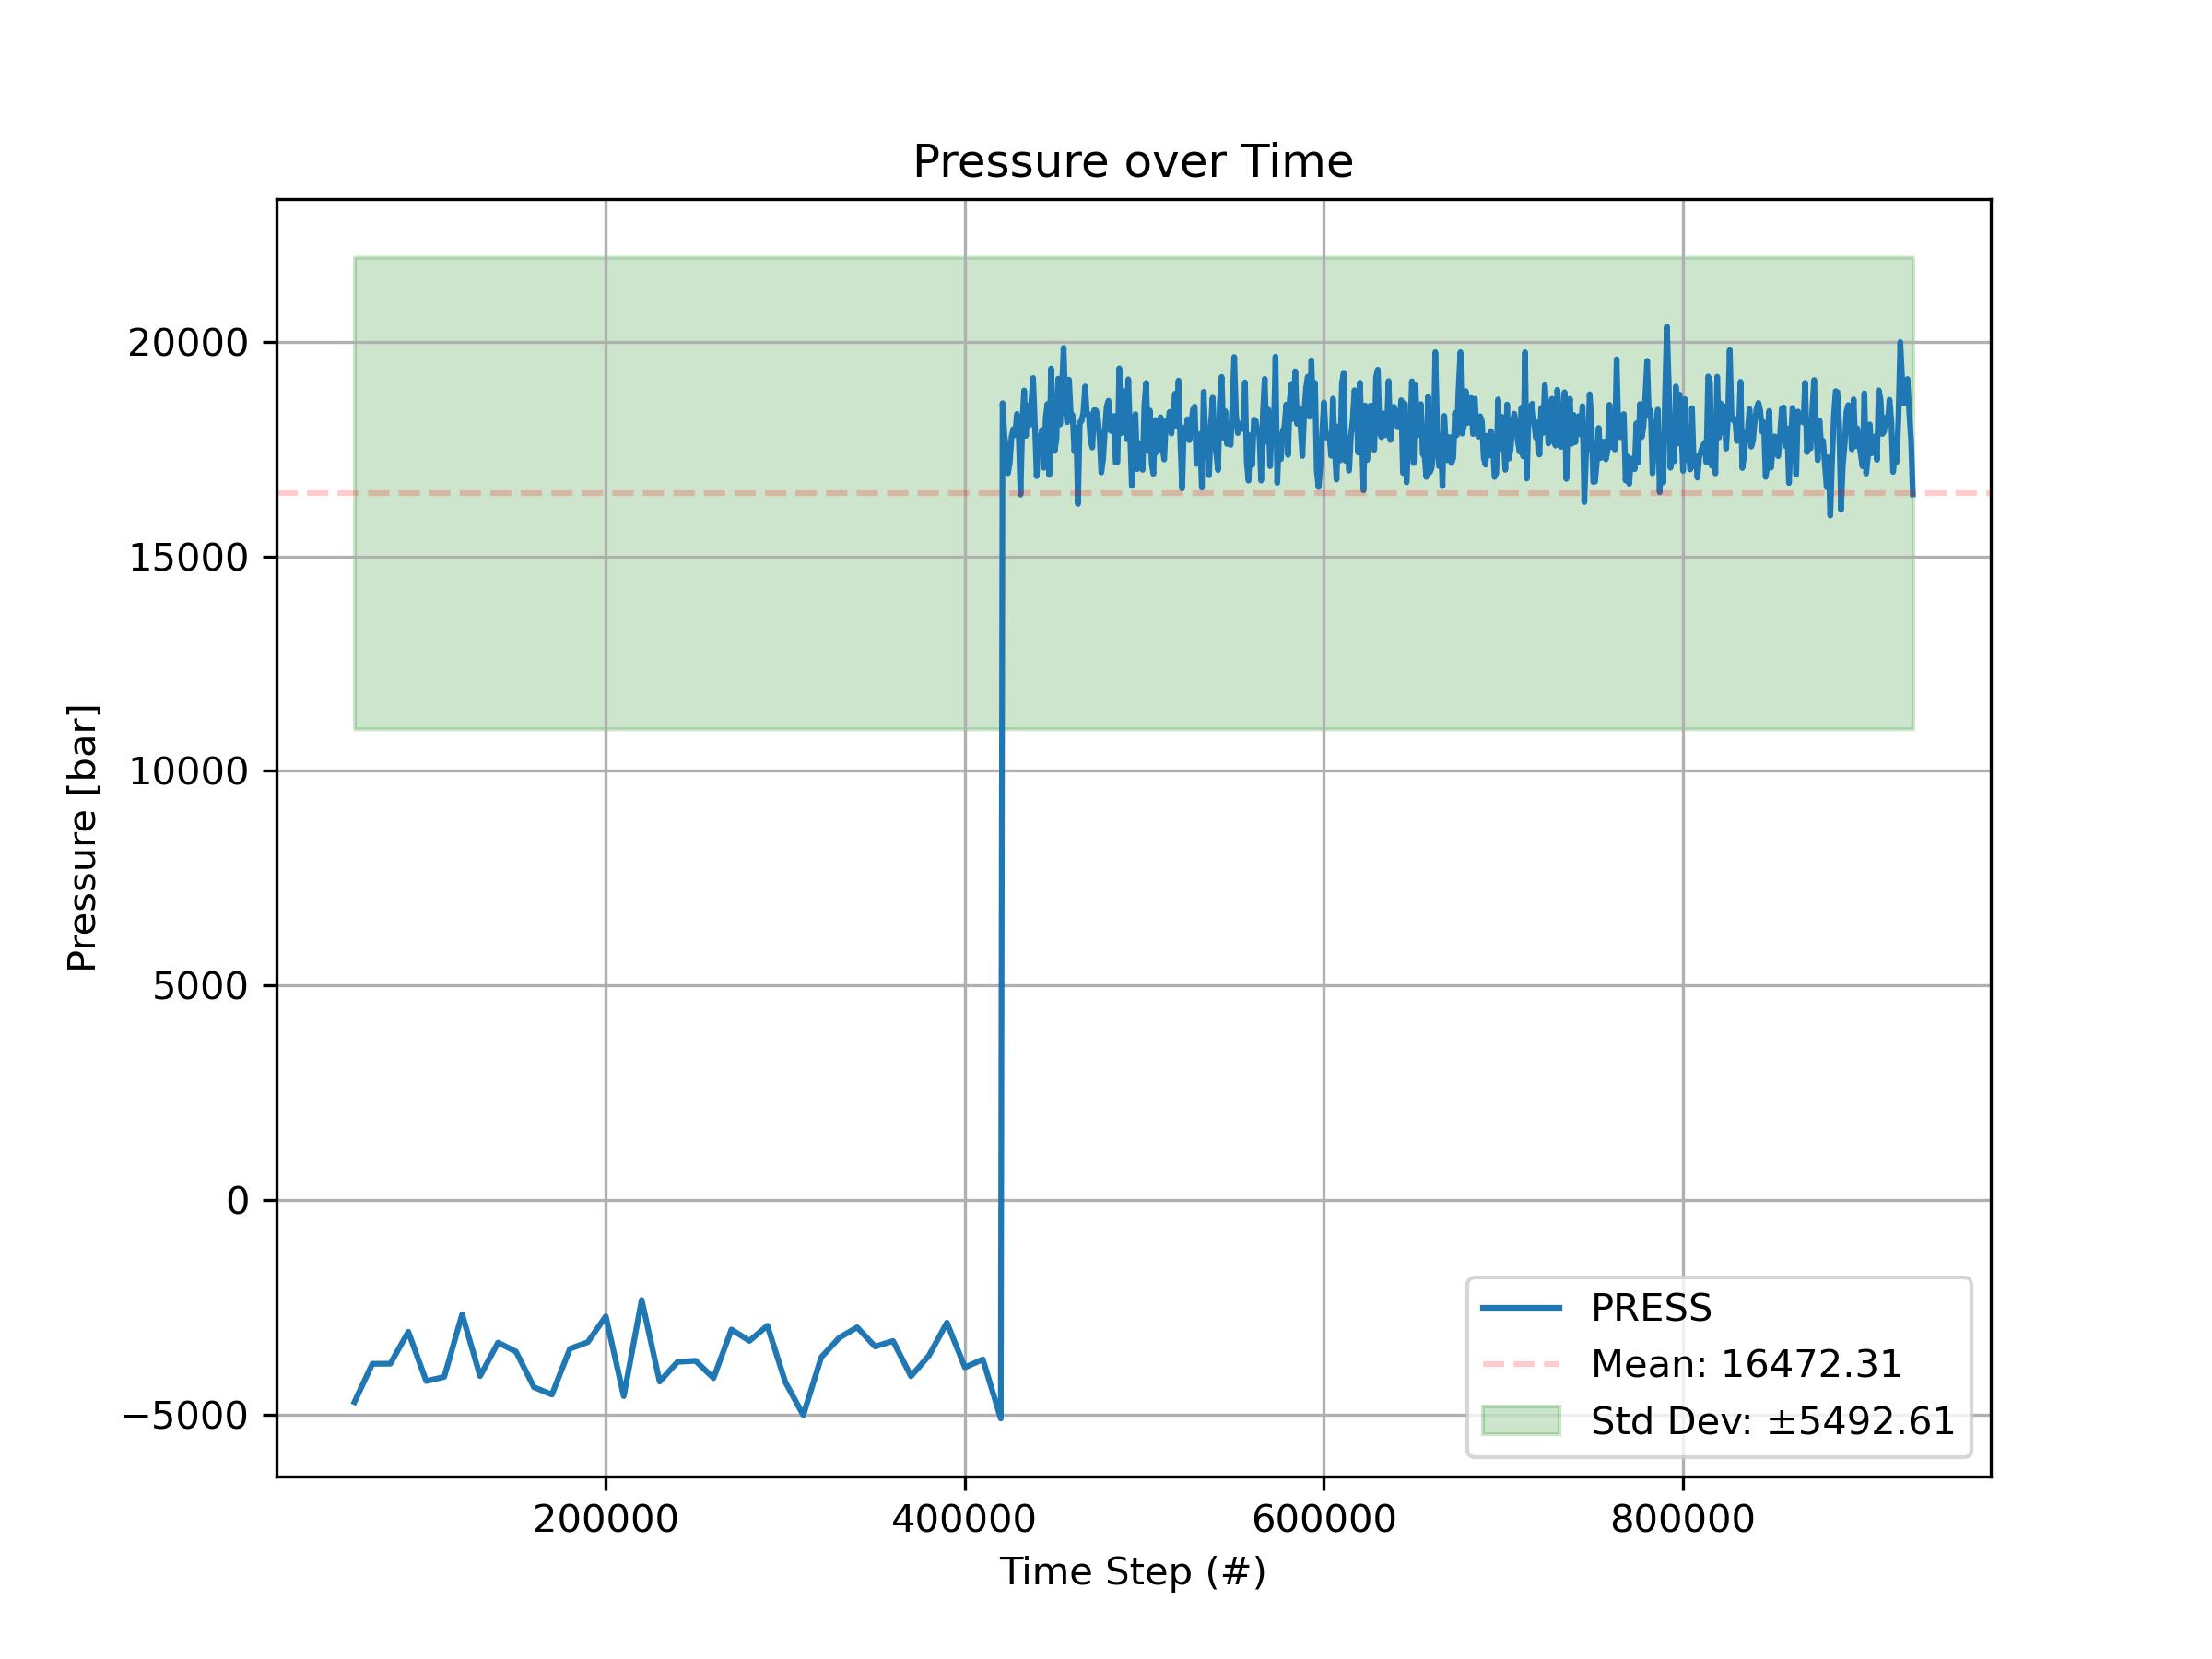 Pressure over Time
Pressure [bar]
20000
15000
10000
5000
0
−5000
200000
400000
600000
800000
Time Step (#)
PRESS
Mean: 16472.31
Std Dev: ±5492.61